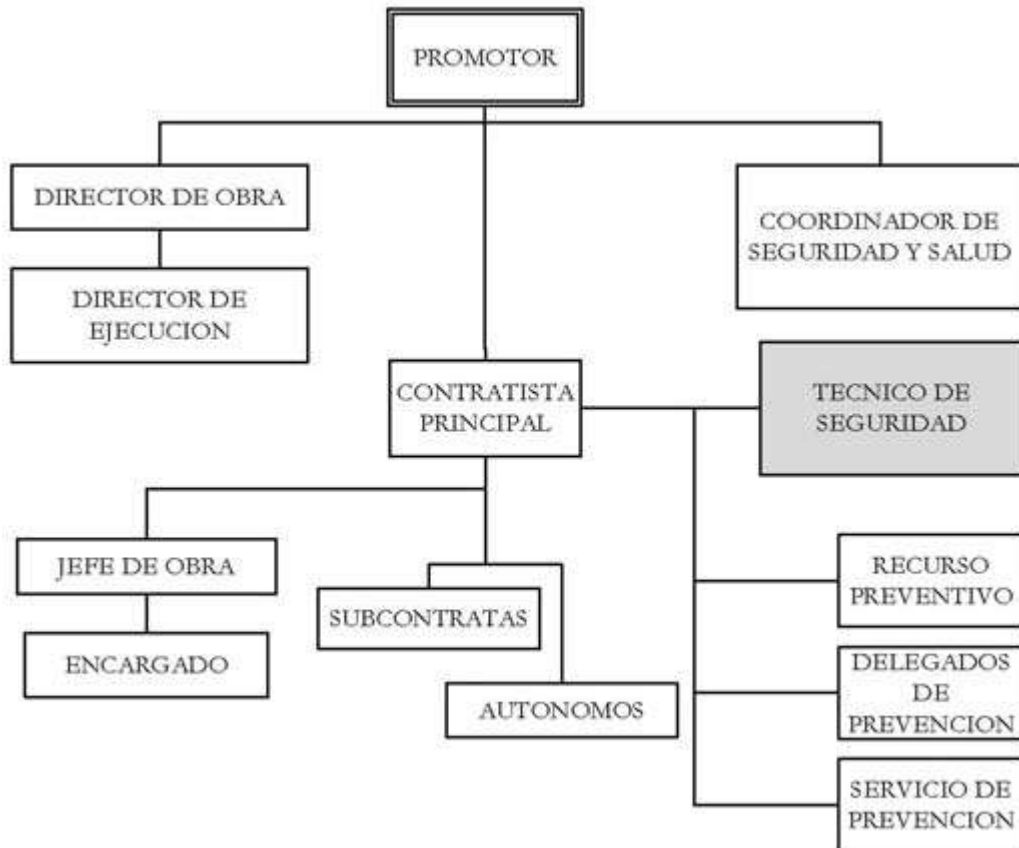 PROMOTOR
DIRECTOR DE OBRA
COORDINADOR DE
SEGURIDAD Y SALUD
DIRECTOR DE
EJECUCION
CONTRATISTA
PRINCIPAL
TECNICO DE
SEGURIDAD
JEFE DE OBRA
RECURSO
PREVENTIVO
SUBCONTRATAS
ENCARGADO
DELEGADOS
DE
PREVENCION
AUTONOMOS
SERVICIO DE
PREVENCION